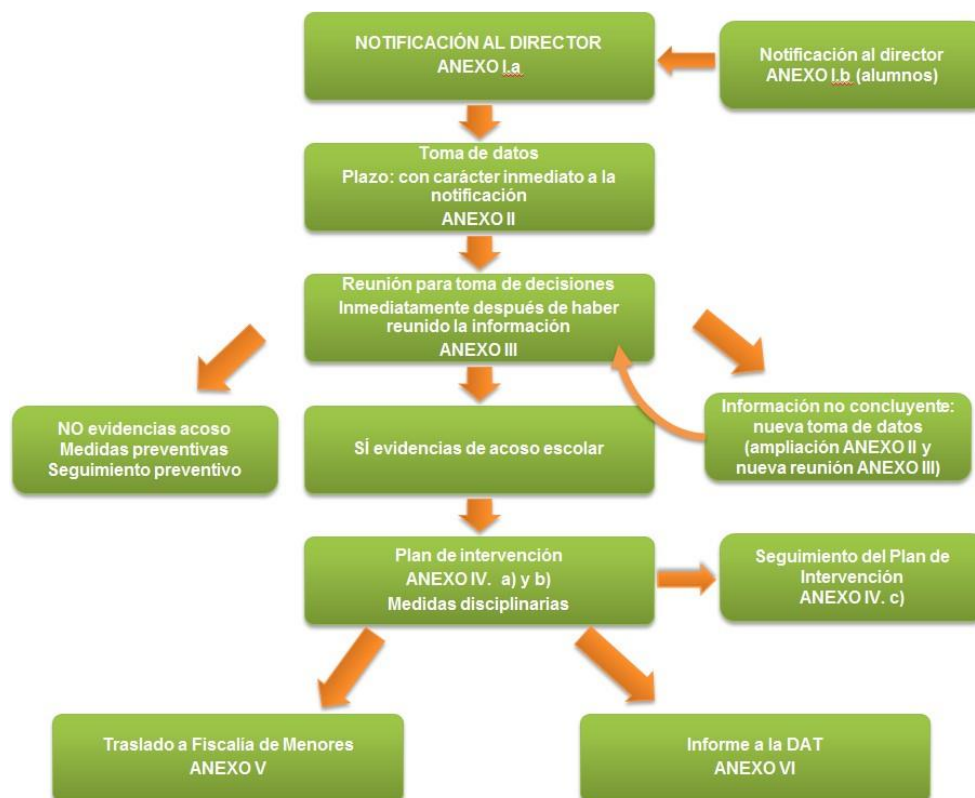 NOTIFICACIÓN AL DIRECTOR
ANEXO I.a
Notificación al director
ANEXO I.b (alumnos)
Toma de datos
Plazo: con carácter inmediato a la
notificación
ANEXO II
Reunión para toma de decisiones
Inmediatamente después de haber
reunido la información
ANEXO III
NO evidencias acoso
Medidas preventivas
Seguimiento preventivo
SÍ evidencias de acoso escolar
Información no concluyente:
nueva toma de datos
(ampliación ANEXO II y
nueva reunión ANEXO III)
Plan de intervención
ANEXO IV. a) y b)
Medidas disciplinarias
Seguimiento del Plan de
Intervención
ANEXO IV. c)
Traslado a Fiscalía de Menores
ANEXO V
Informe a la DAT
ANEXO VI